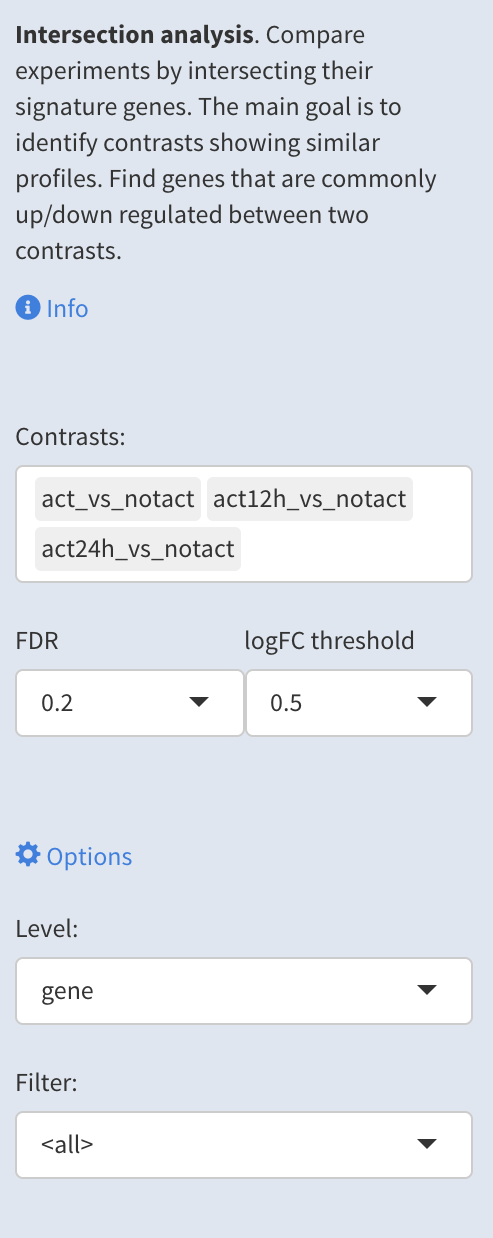 Intersection analysis. Compare
experiments by intersecting their
signature genes. The main goal is to
identify contrasts showing similar
profiles. Find genes that are commonly
up/down regulated between two
contrasts.
Info
Contrasts:
act_vs_notact act12h_vs_notact
act24h_vs_notact
FDR logFC threshold
0.2 0.5
Options
Level:
gene
Filter:
<all>